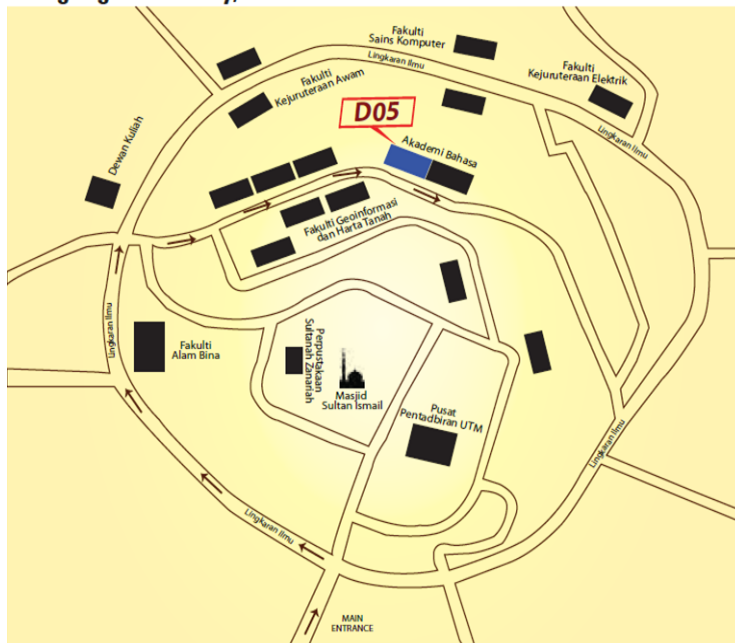 Fakulti
Sains Komputer
Lingkaran Ilmu
Fakulti
Kejuruteraan Elektrik
Fakulti
Kejuruteraan Awam
D05
Lingkaran Ilmu
Dewan Kuliah
Akademi Bahasa
Fakulti Geoinformasi
dan Harta Tanah
Lingkaran Ilmu
Fakulti
Alam Bina
Perpustakaan
Sultanah Zanariah
Masjid
Sultan Ismail
Pusat
Pentadbiran UTM
Lingkaran Ilmu
Lingkaran Ilmu
MAIN
ENTRANCE